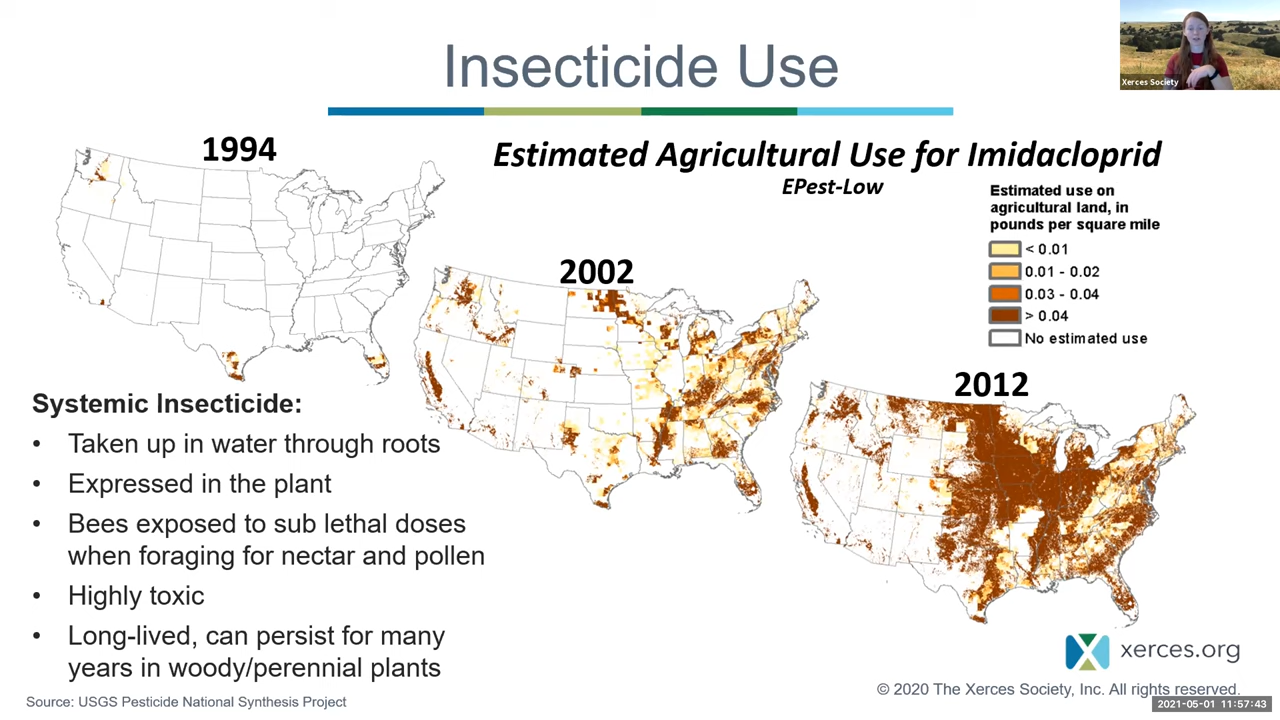 Insecticide Use
Xerces Society
1994
Estimated Agricultural Use for Imidacloprid
EPest-Low
Estimated use on
agricultural land, in
pounds per square mile
< 0.01
0.01 - 0.02
0.03 - 0.04
> 0.04
No estimated use
2002
2012
Systemic Insecticide:
• Taken up in water through roots
• Expressed in the plant
• Bees exposed to sub lethal doses
when foraging for nectar and pollen
• Highly toxic
• Long-lived, can persist for many
years in woody/perennial plants
xerces.org
Source: USGS Pesticide National Synthesis Project
© 2020 The Xerces Society, Inc. All rights reserved.
2021-05-01 11:57:43